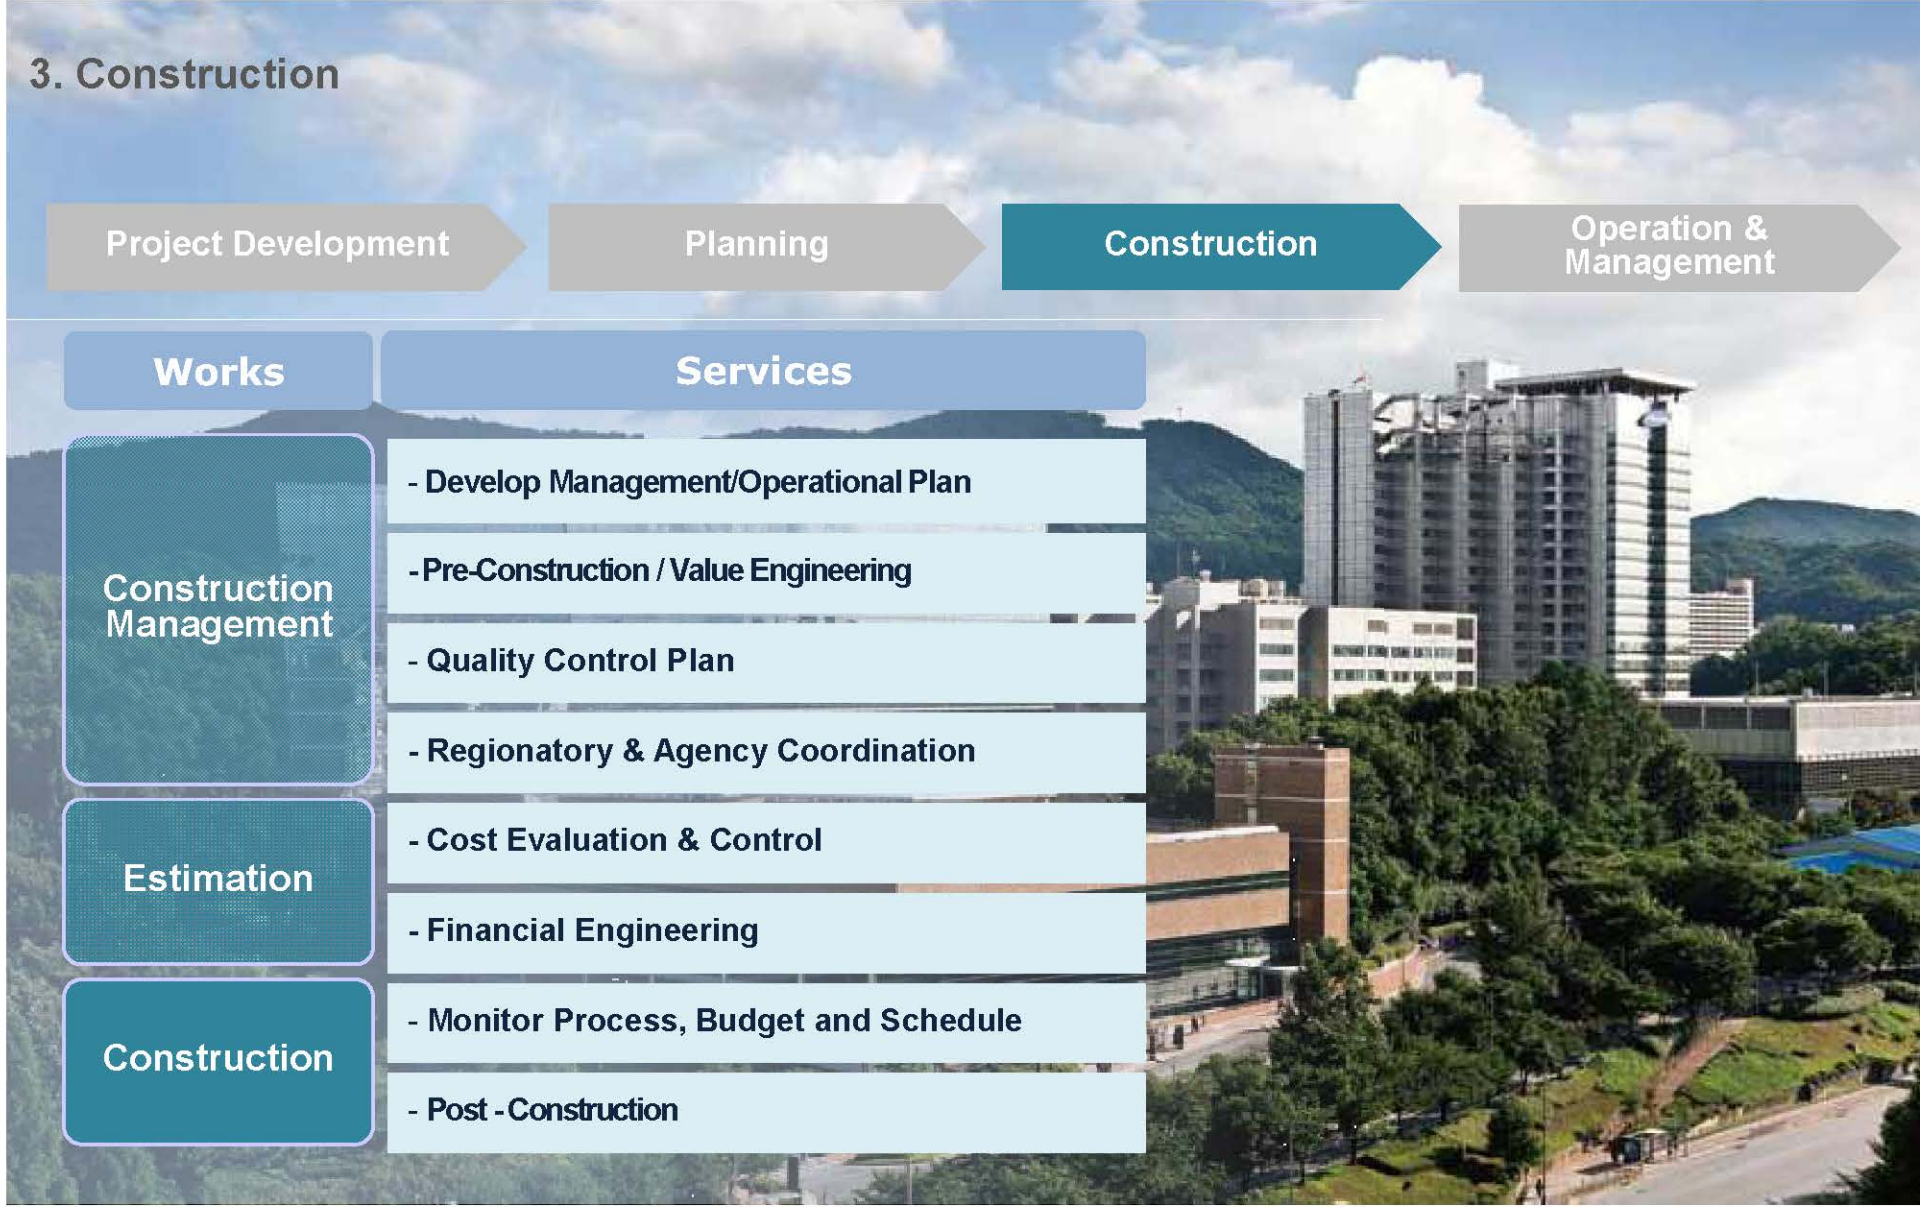 3. Construction
Project Development
Planning
Construction
Operation &
Management
Works
Services
Construction
Management
- Develop Management/Operational Plan
- Pre-Construction / Value Engineering
- Quality Control Plan
- Regionatory & Agency Coordination
Estimation
- Cost Evaluation & Control
- Financial Engineering
Construction
- Monitor Process, Budget and Schedule
- Post - Construction